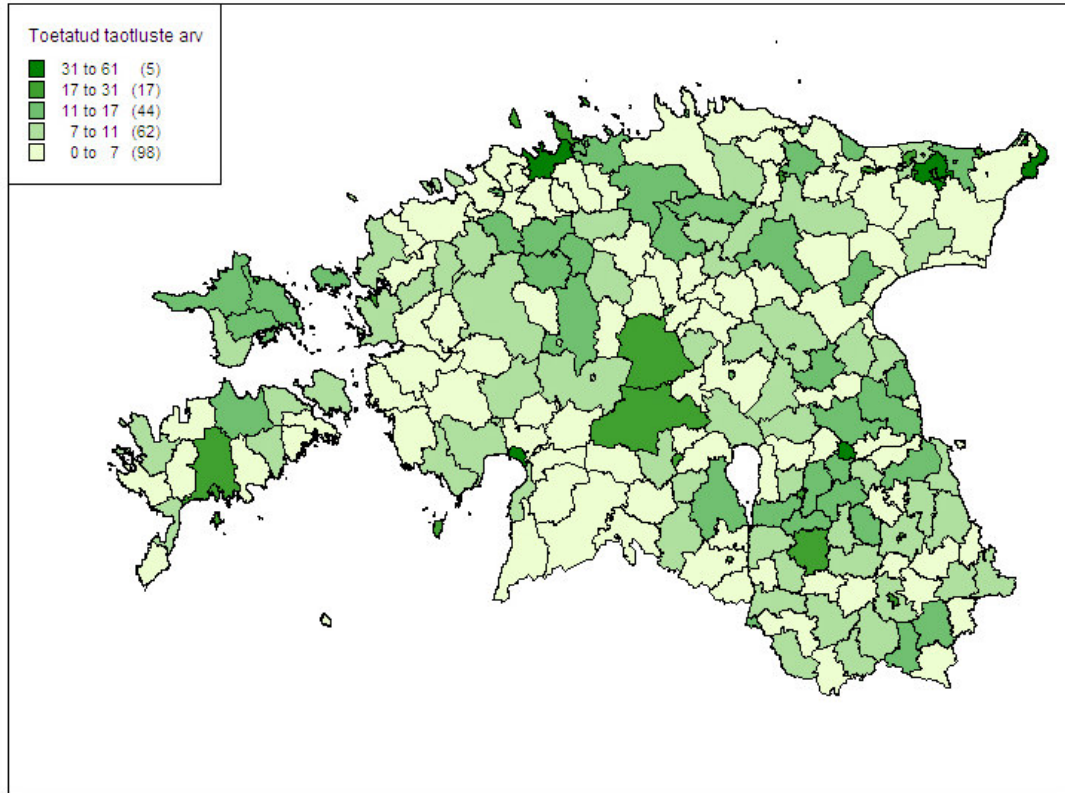 Toetatud taotluste arv
31 to 61 (5)
17 to 31 (17)
11 to 17 (44)
7 to 11 (62)
0 to 7 (98)